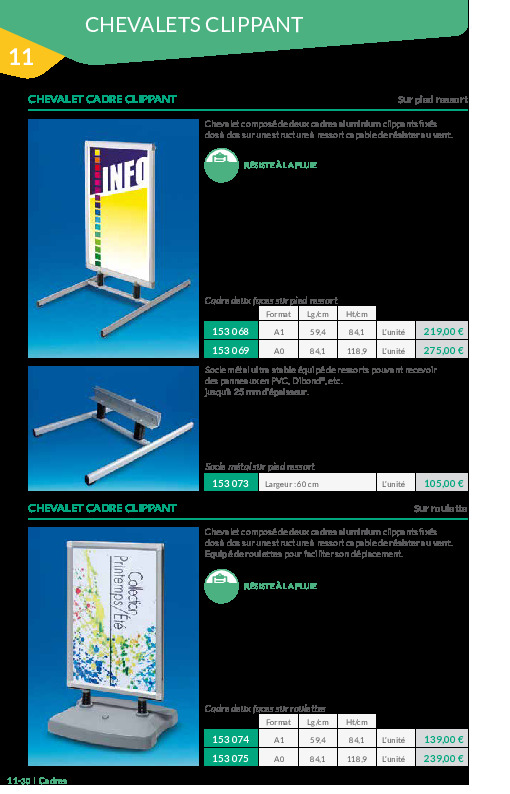 CHEVALETS CLIPPANT
11
CHEVALET CADRE CLIPPANT Sur pied ressort
Chevalet composé de deux cadres aluminium clippants fixés
dos à dos sur une structure à ressort capable de résister au vent.
RÉSISTE À LA PLUIE
INFO
Cadre deux faces sur pied ressort
Format Lg/cm Ht/cm
153 068 A1 59,4 84,1 L'unité 219,00 €
153 069 A0 84,1 118,9 L'unité 275,00 €
Socle métal ultra stable équipé de ressorts pouvant recevoir
des panneaux en PVC, Dibond®, etc.
jusqu'à 25 mm d'épaisseur.
Socle métal sur pied ressort
153 073 Largeur : 60 cm L'unité 105,00 €
CHEVALET CADRE CLIPPANT Sur roulette
Chevalet composé de deux cadres aluminium clippants fixés
dos à dos sur une structure à ressort capable de résister au vent.
Equipé de roulettes pour faciliter son déplacement.
RÉSISTE À LA PLUIE
Collection
Printemps/Été
Cadre deux faces sur roulettes
Format Lg/cm Ht/cm
153 074 A1 59,4 84,1 L'unité 139,00 €
153 075 A0 84,1 118,9 L'unité 239,00 €
11-30 | Cadres